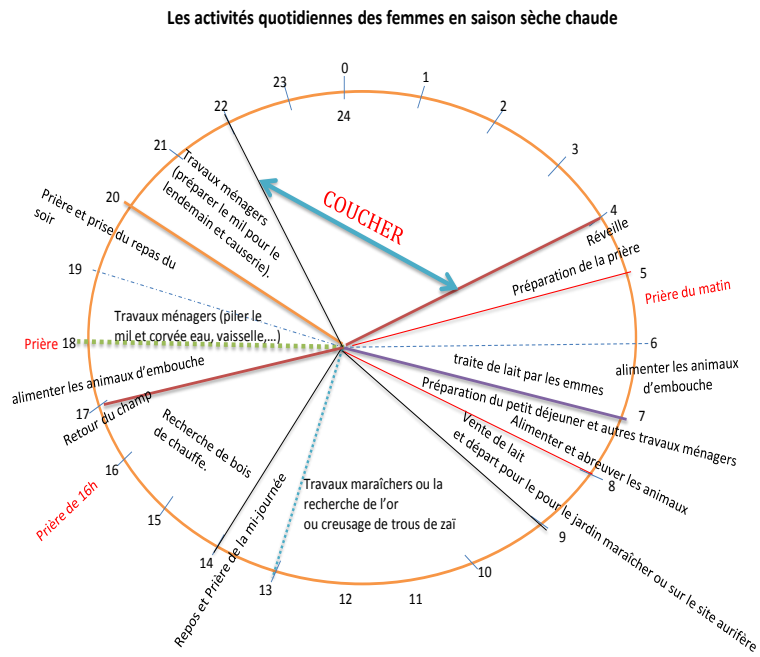 Les activités quotidiennes des femmes en saison sèche chaude
0
24
1
2
3
4
5
6
7
8
9
10
11
12
13
14
15
16
17
18
19
20
21
22
23
COUCHER
Réveille
Préparation de la prière
Prière du matin
traite de lait par les emmes
alimenter les animaux
d'embouche
Préparation du petit déjeuner et autres travaux ménagers
Alimenter et abreuver les animaux
Vente de lait
et départ pour le pour le jardin maraîcher ou sur le site aurifère
Travaux maraîchers ou la
recherche de l'or
ou creusage de trous de zaï
Repos et Prière de la mi-journée
Recherche de bois
de chauffe.
Prière de 16h
Retour du champ
alimenter les animaux d'embouche
Prière
Travaux ménagers (piler le
mil et corvée eau, vaisselle,...)
Prière et prise du repas du
soir
Travaux ménagers
(préparer le mil pour le
lendemain et causerie).